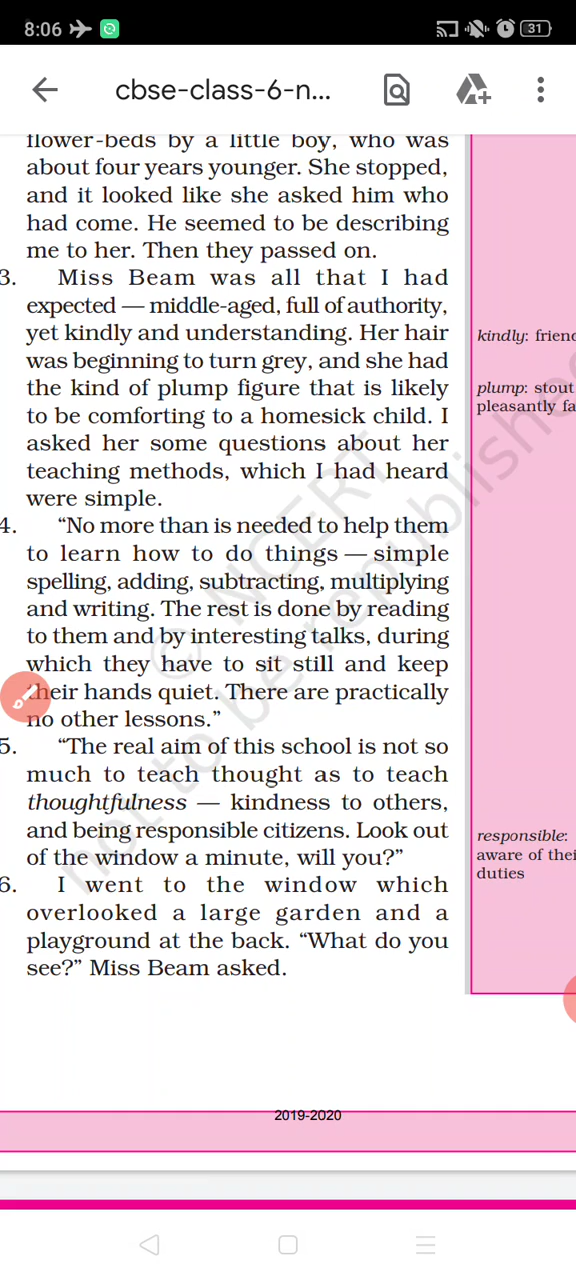 8:06
31
cbse-class-6-n...
flower-beds by a little boy, who was
about four years younger. She stopped,
and it looked like she asked him who
had come. He seemed to be describing
me to her. Then they passed on.
3. Miss Beam was all that I had
expected — middle-aged, full of authority,
yet kindly and understanding. Her hair
was beginning to turn grey, and she had
the kind of plump figure that is likely
to be comforting to a homesick child. I
asked her some questions about her
teaching methods, which I had heard
were simple.
4. “No more than is needed to help them
to learn how to do things — simple
spelling, adding, subtracting, multiplying
and writing. The rest is done by reading
to them and by interesting talks, during
which they have to sit still and keep
their hands quiet. There are practically
no other lessons.”
5. “The real aim of this school is not so
much to teach thought as to teach
thoughtfulness — kindness to others,
and being responsible citizens. Look out
of the window a minute, will you?”
6. I went to the window which
overlooked a large garden and a
playground at the back. “What do you
see?” Miss Beam asked.
kindly: friend
plump: stout
pleasantly fa
responsible:
aware of thei
duties
© NCERT
not to be republished
2019-2020